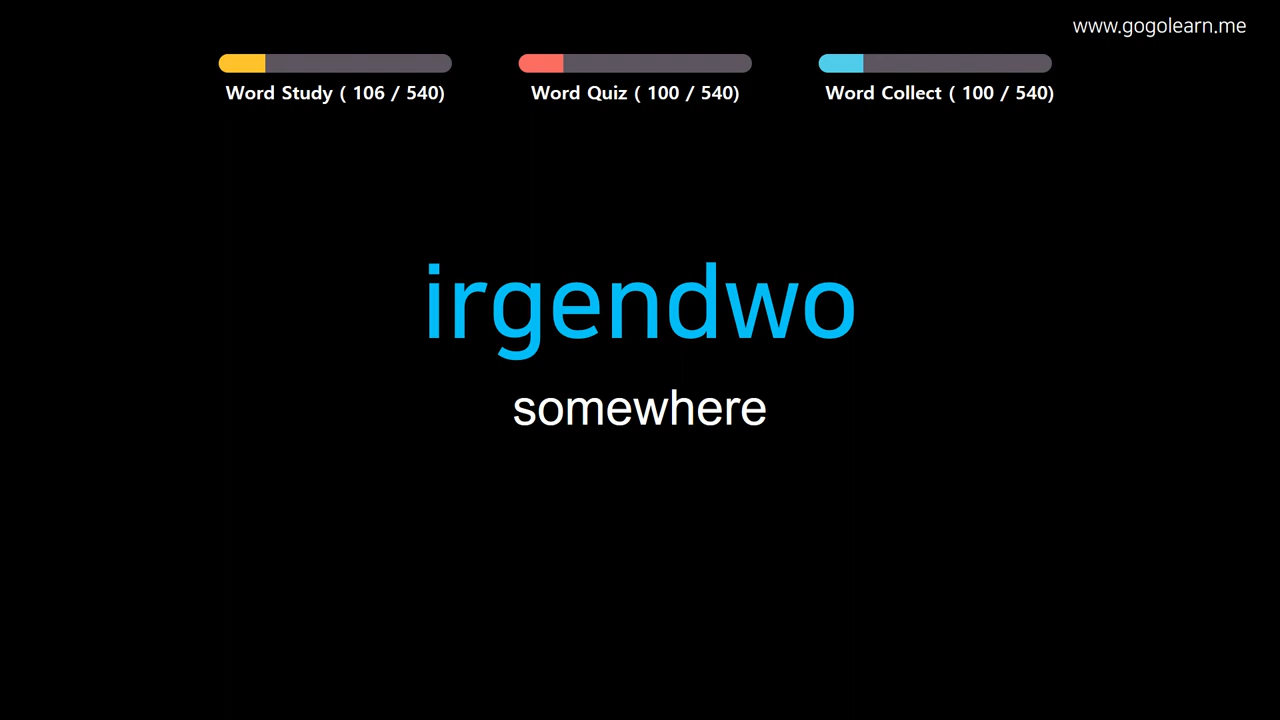 www.gogolearn.me
Word Study ( 106 / 540)
Word Quiz ( 100 / 540)
Word Collect ( 100 / 540)
irgendwo
somewhere